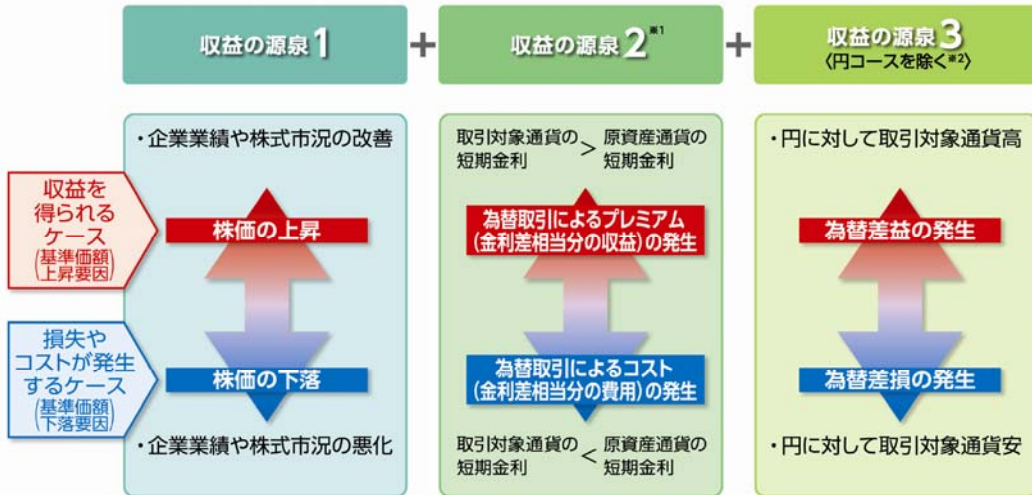 収益の源泉1
+
収益の源泉2※1
+
収益の源泉3
〈円コースを除く※2〉
収益を
得られる
ケース
(基準価額
上昇要因)
損失や
コストが発生
するケース
(基準価額
下落要因)
・企業業績や株式市況の改善
株価の上昇
株価の下落
・企業業績や株式市況の悪化
取引対象通貨の
短期金利
>
原資産通貨の
短期金利
為替取引によるプレミアム
(金利差相当分の収益)の発生
為替取引によるコスト
(金利差相当分の費用)の発生
取引対象通貨の
短期金利
<
原資産通貨の
短期金利
・円に対して取引対象通貨高
為替差益の発生
為替差損の発生
・円に対して取引対象通貨安